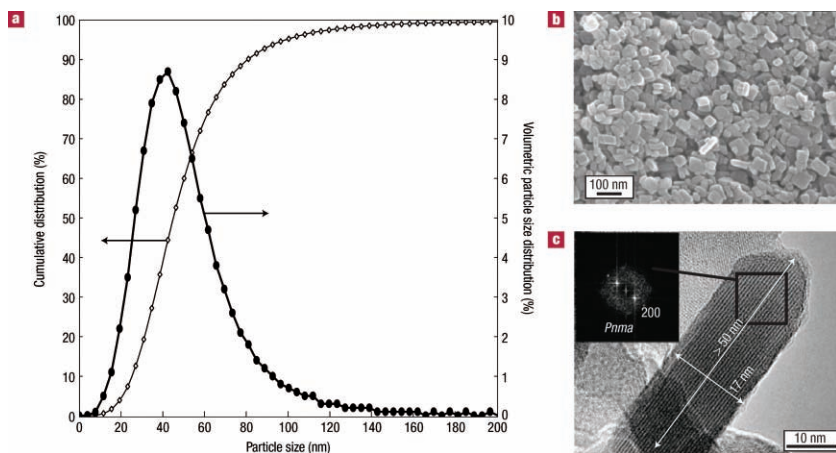 a
100
90
80
70
60
50
40
30
20
10
0
Cumulative distribution (%)
10
9
8
7
6
5
4
3
2
1
0
Volumetric particle size distribution (%)
0 20 40 60 80 100 120 140 160 180 200
Particle size (nm)
b
100 nm
c
200
Pnma
> 50 nm
17 nm
10 nm